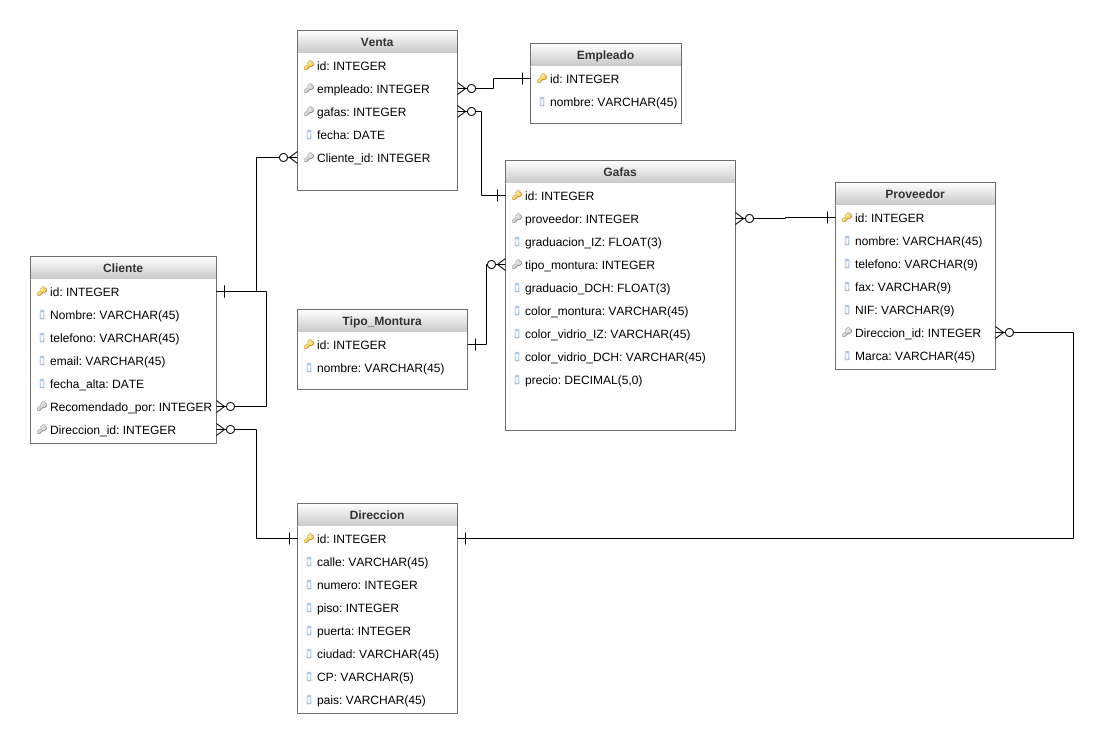 Venta
id: INTEGER
empleado: INTEGER
gafas: INTEGER
fecha: DATE
Cliente_id: INTEGER
Empleado
id: INTEGER
nombre: VARCHAR(45)
Gafas
id: INTEGER
proveedor: INTEGER
graduacion_IZ: FLOAT(3)
tipo_montura: INTEGER
graduacio_DCH: FLOAT(3)
color_montura: VARCHAR(45)
color_vidrio_IZ: VARCHAR(45)
color_vidrio_DCH: VARCHAR(45)
precio: DECIMAL(5,0)
Proveedor
id: INTEGER
nombre: VARCHAR(45)
telefono: VARCHAR(9)
fax: VARCHAR(9)
NIF: VARCHAR(9)
Direccion_id: INTEGER
Marca: VARCHAR(45)
Cliente
id: INTEGER
Nombre: VARCHAR(45)
telefono: VARCHAR(45)
email: VARCHAR(45)
fecha_alta: DATE
Recomendado_por: INTEGER
Direccion_id: INTEGER
Tipo_Montura
id: INTEGER
nombre: VARCHAR(45)
Direccion
id: INTEGER
calle: VARCHAR(45)
numero: INTEGER
piso: INTEGER
puerta: INTEGER
ciudad: VARCHAR(45)
CP: VARCHAR(5)
pais: VARCHAR(45)